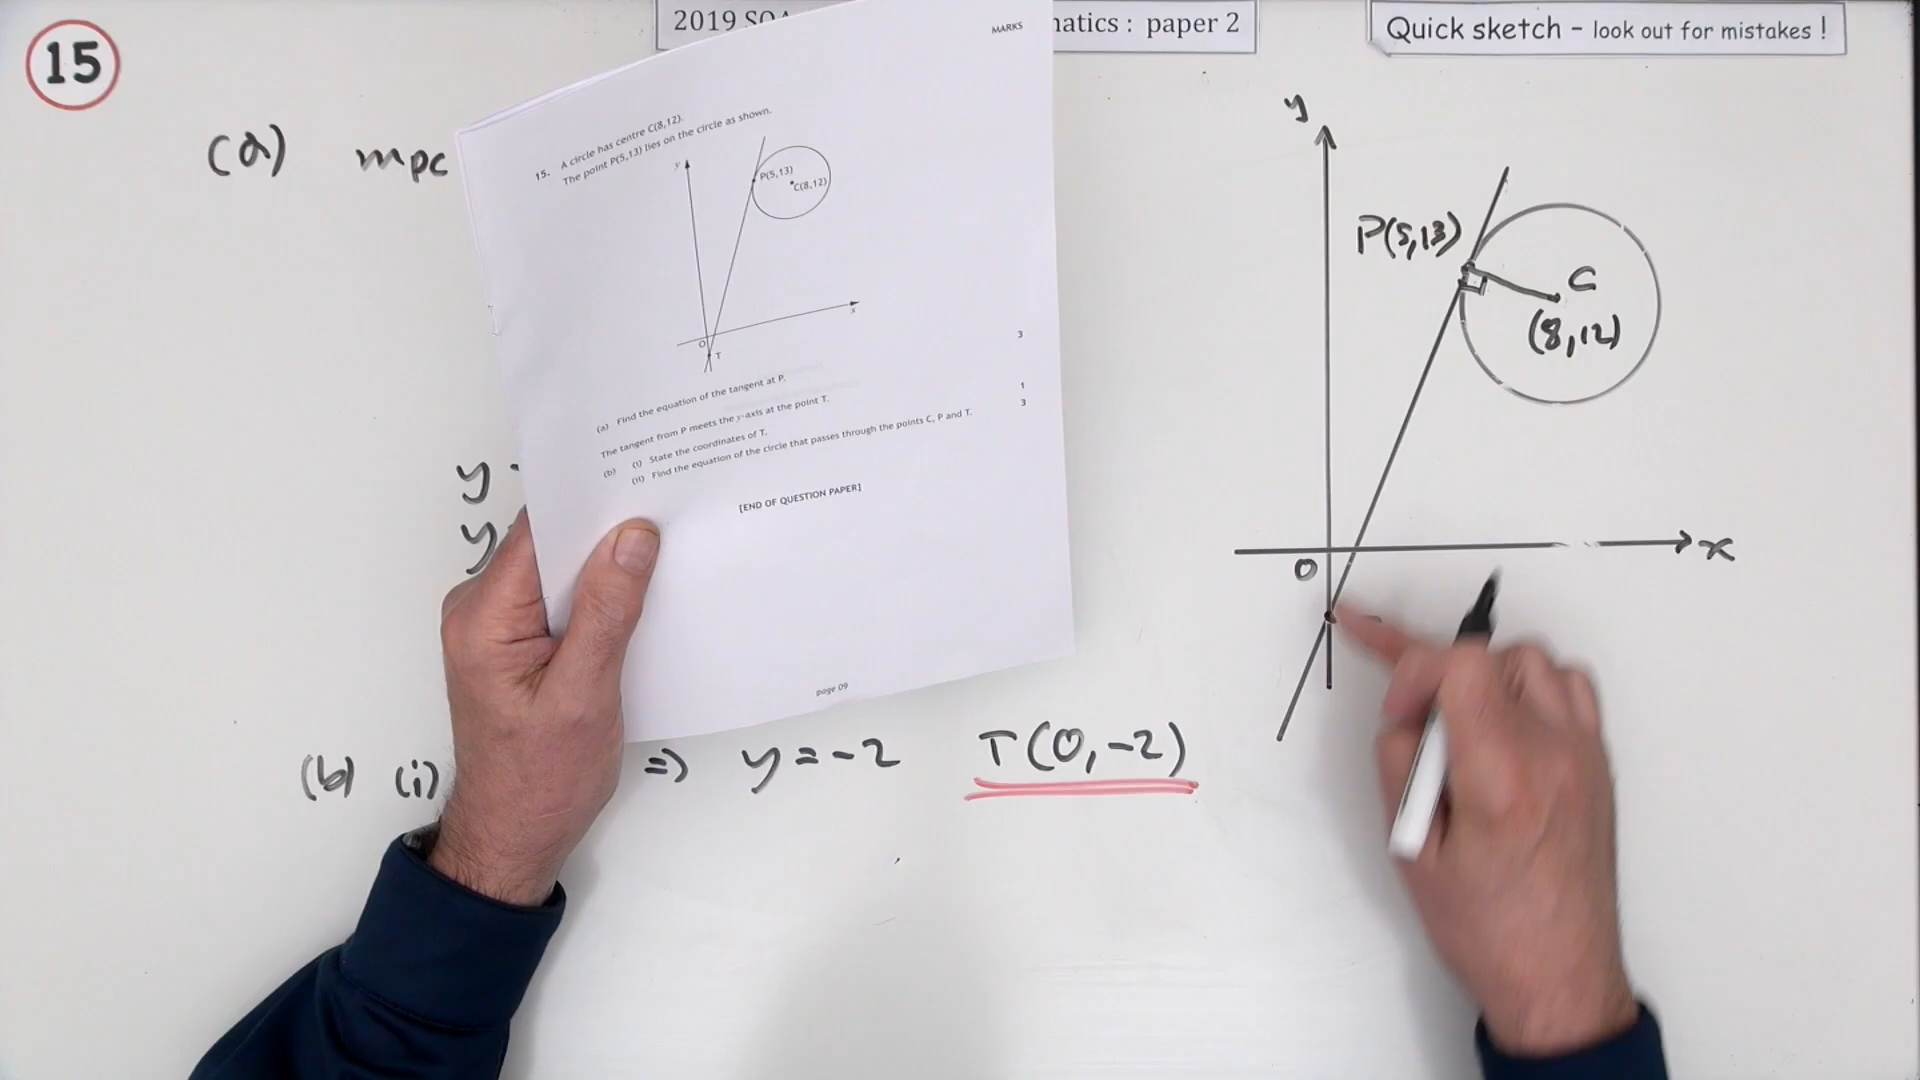 15
2019 SQA
matics : paper 2
Quick sketch – look out for mistakes !
(a) mPC
y
y
(b) (i) => y = -2 T(0,-2)
MARKS
15. A circle has centre C(8,12).
The point P(5,13) lies on the circle as shown.
y
P(5,13)
C(8,12)
x
O
T
(a) Find the equation of the tangent at P. 3
The tangent from P meets the y-axis at the point T.
(b) (i) State the coordinates of T. 1
(ii) Find the equation of the circle that passes through the points C, P and T. 3
[END OF QUESTION PAPER]
page 09
y
P(5,13)
C
(8,12)
O
x